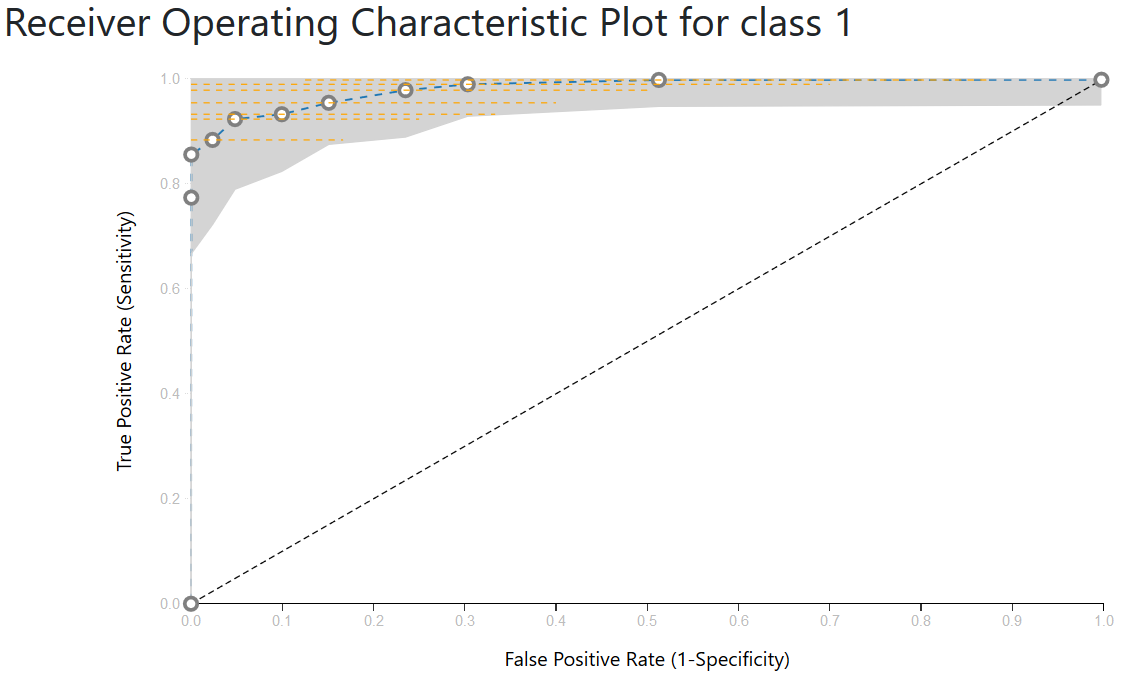 Receiver Operating Characteristic Plot for class 1
1.0
0.8
0.6
0.4
0.2
0.0
True Positive Rate (Sensitivity)
0.0 0.1 0.2 0.3 0.4 0.5 0.6 0.7 0.8 0.9 1.0
False Positive Rate (1-Specificity)